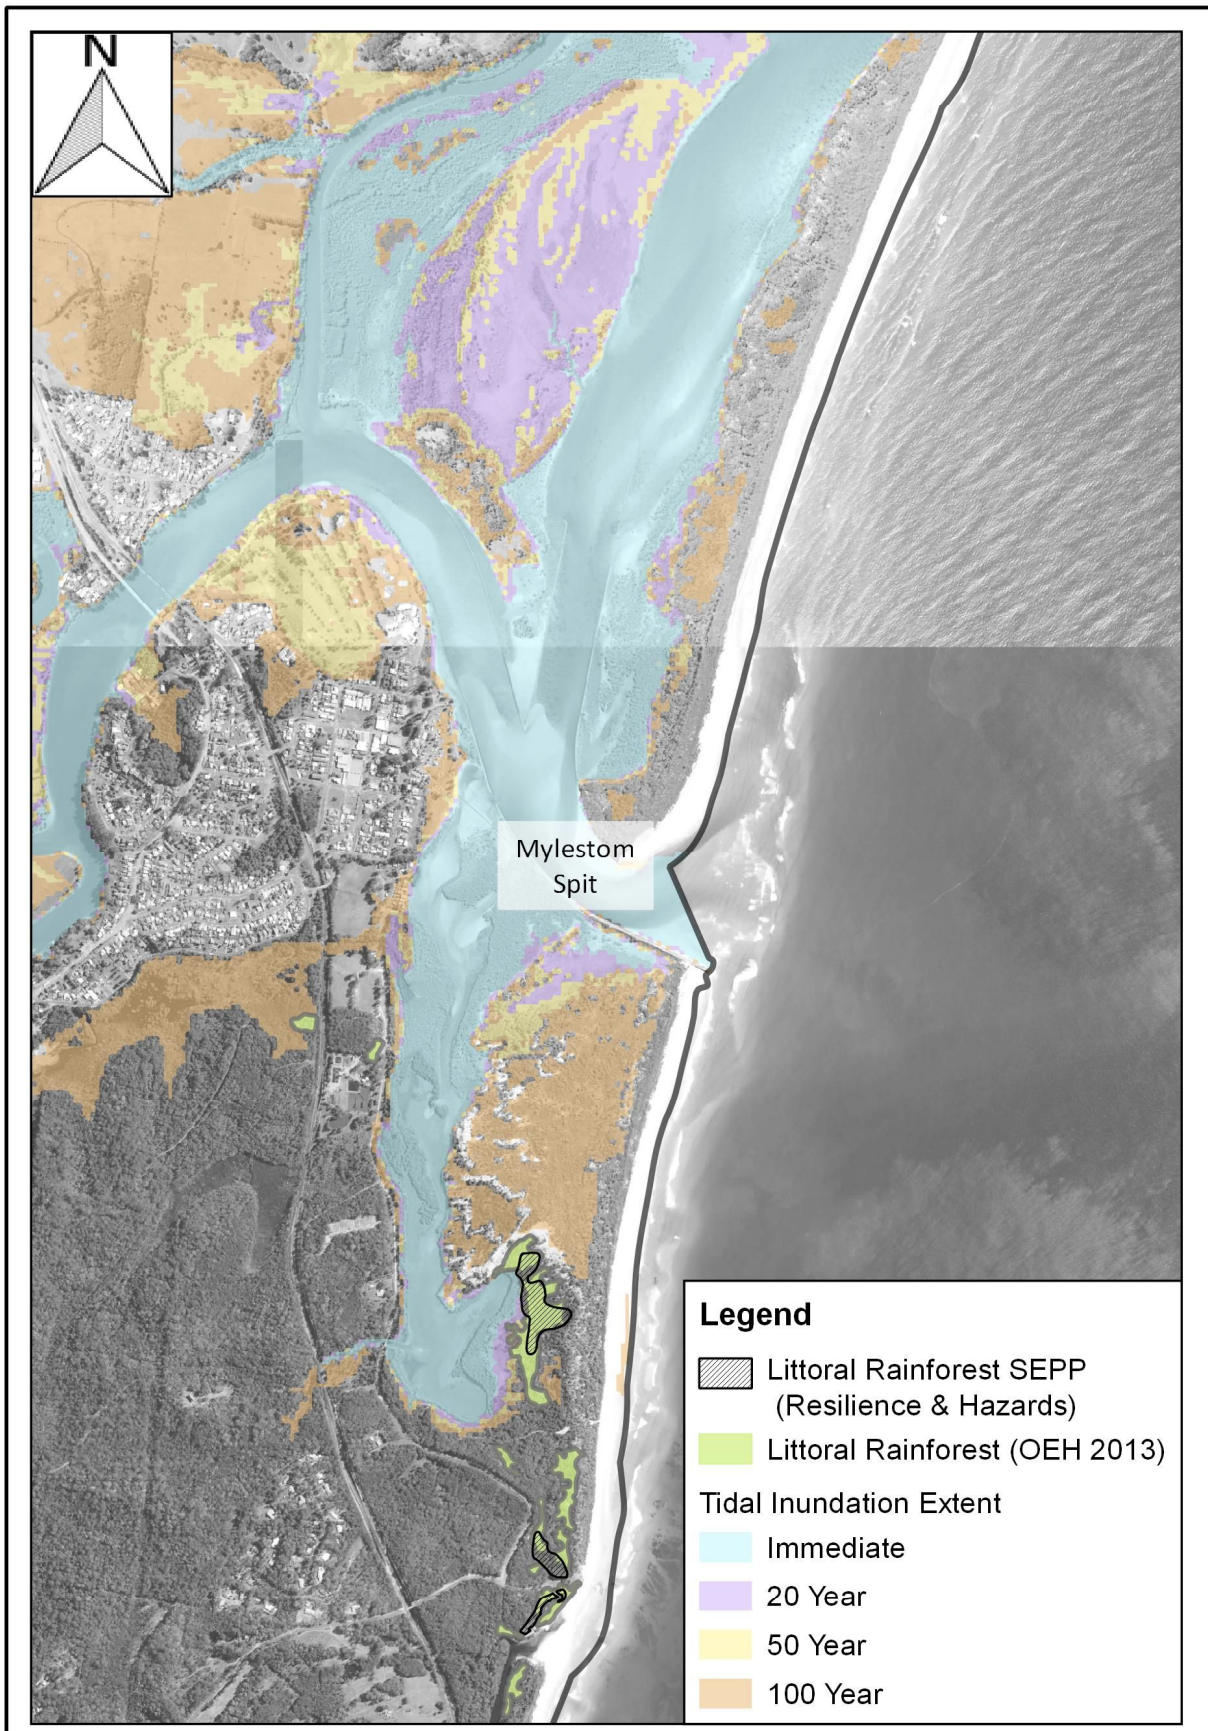 N
Mylestom
Spit
Legend
Littoral Rainforest SEPP
(Resilience & Hazards)
Littoral Rainforest (OEH 2013)
Tidal Inundation Extent
Immediate
20 Year
50 Year
100 Year